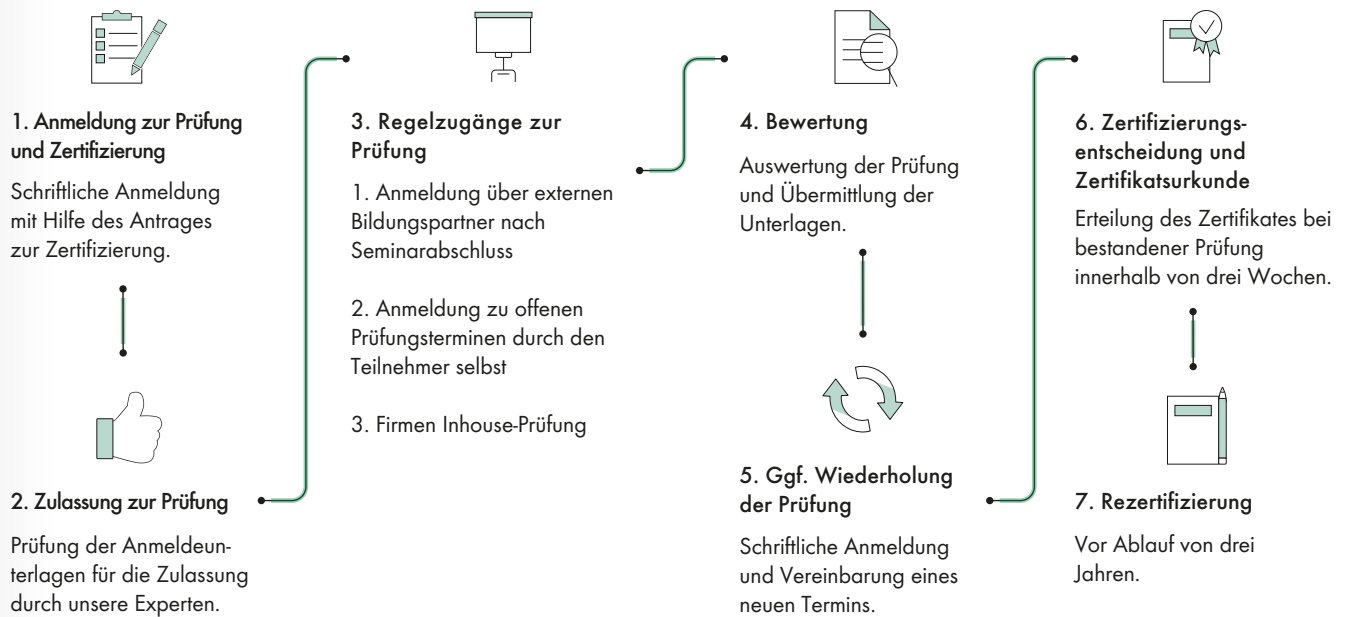 1. Anmeldung zur Prüfung
und Zertifizierung
Schriftliche Anmeldung
mit Hilfe des Antrages
zur Zertifizierung.
2. Zulassung zur Prüfung
Prüfung der Anmeldeun-
terlagen für die Zulassung
durch unsere Experten.
3. Regelzugänge zur
Prüfung
1. Anmeldung über externen
Bildungspartner nach
Seminarabschluss
2. Anmeldung zu offenen
Prüfungsterminen durch den
Teilnehmer selbst
3. Firmen Inhouse-Prüfung
4. Bewertung
Auswertung der Prüfung
und Übermittlung der
Unterlagen.
5. Ggf. Wiederholung
der Prüfung
Schriftliche Anmeldung
und Vereinbarung eines
neuen Termins.
6. Zertifizierungs-
entscheidung und
Zertifikatsurkunde
Erteilung des Zertifikates bei
bestandener Prüfung
innerhalb von drei Wochen.
7. Rezertifizierung
Vor Ablauf von drei
Jahren.